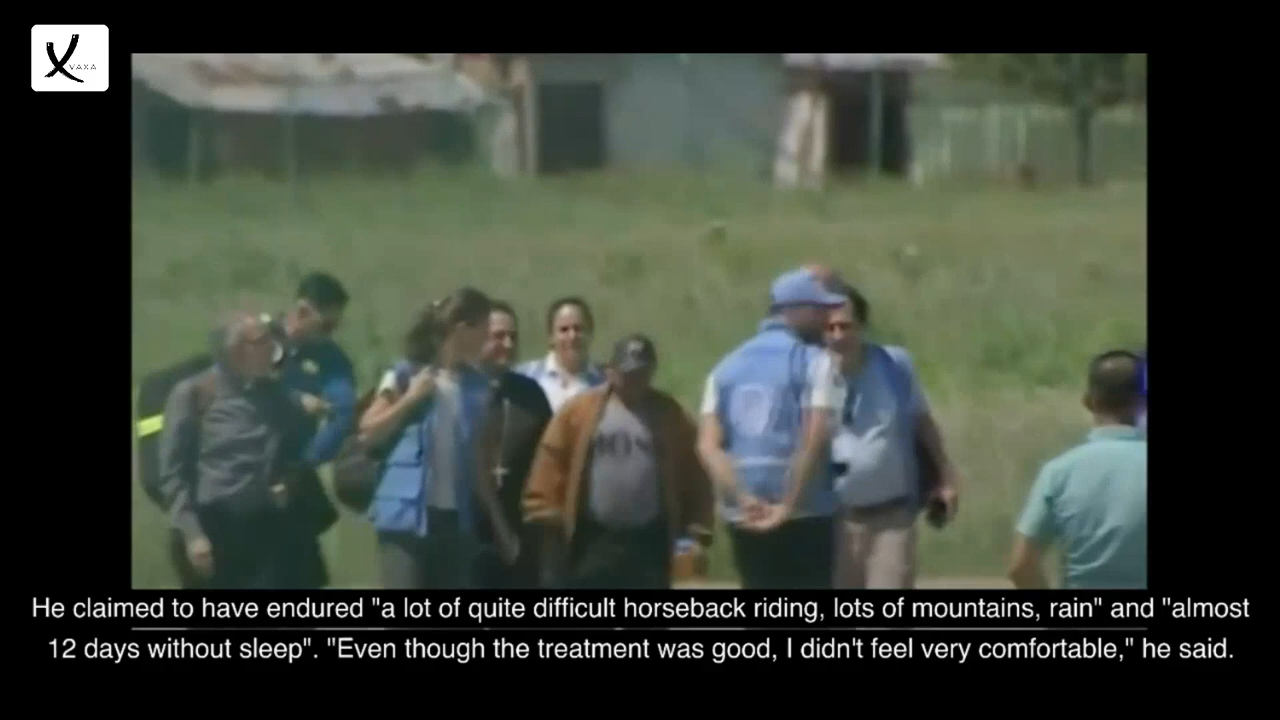 X
VAXA
He claimed to have endured "a lot of quite difficult horseback riding, lots of mountains, rain" and "almost
12 days without sleep". "Even though the treatment was good, I didn't feel very comfortable," he said.